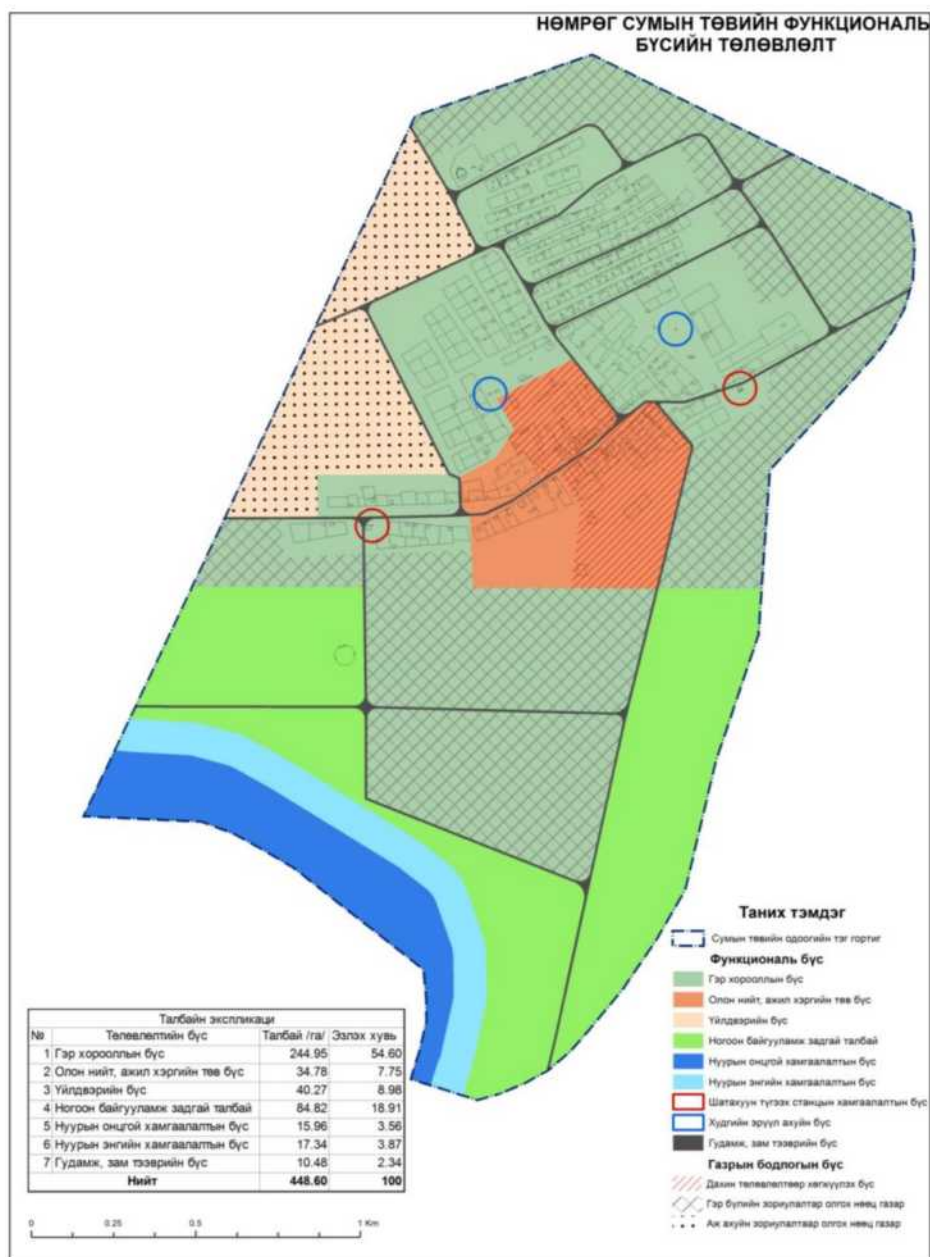 НӨМРӨГ СУМЫН ТӨВИЙН ФУНКЦИОНАЛЬ
БҮСИЙН ТӨЛӨВЛӨЛТ
Таних тэмдэг
Сумын төвийн одоогийн тэг гортиг
Функциональ бүс
Гэр хорооллын бүс
Олон нийт, ажил хэргийн төв бүс
Үйлдвэрийн бүс
Ногоон байгууламж задгай талбай
Нуурын онцгой хамгаалалтын бүс
Нуурын энгийн хамгаалалтын бүс
Шатахуун түгээх станцын хамгаалалтын бүс
Худгийн эрүүл ахуйн бүс
Гудамж, зам тээврийн бүс
Газрын бодлогын бүс
Дахин төлөвлөлтөөр хөгжүүлэх бүс
Гэр бүлийн зориулалтар олгох нөөц газар
Аж ахуйн зориулалтаар олгох нөөц газар
Талбайн экспликаци
№ Төлөвлөлтийн бүс Талбай /га/ Эзлэх хувь
1 Гэр хорооллын бүс 244.95 54.60
2 Олон нийт, ажил хэргийн төв бүс 34.78 7.75
3 Үйлдвэрийн бүс 40.27 8.98
4 Ногоон байгууламж задгай талбай 84.82 18.91
5 Нуурын онцгой хамгаалалтын бүс 15.96 3.56
6 Нуурын энгийн хамгаалалтын бүс 17.34 3.87
7 Гудамж, зам тээврийн бүс 10.48 2.34
Нийт 448.60 100
0 0.25 0.5 1 Km